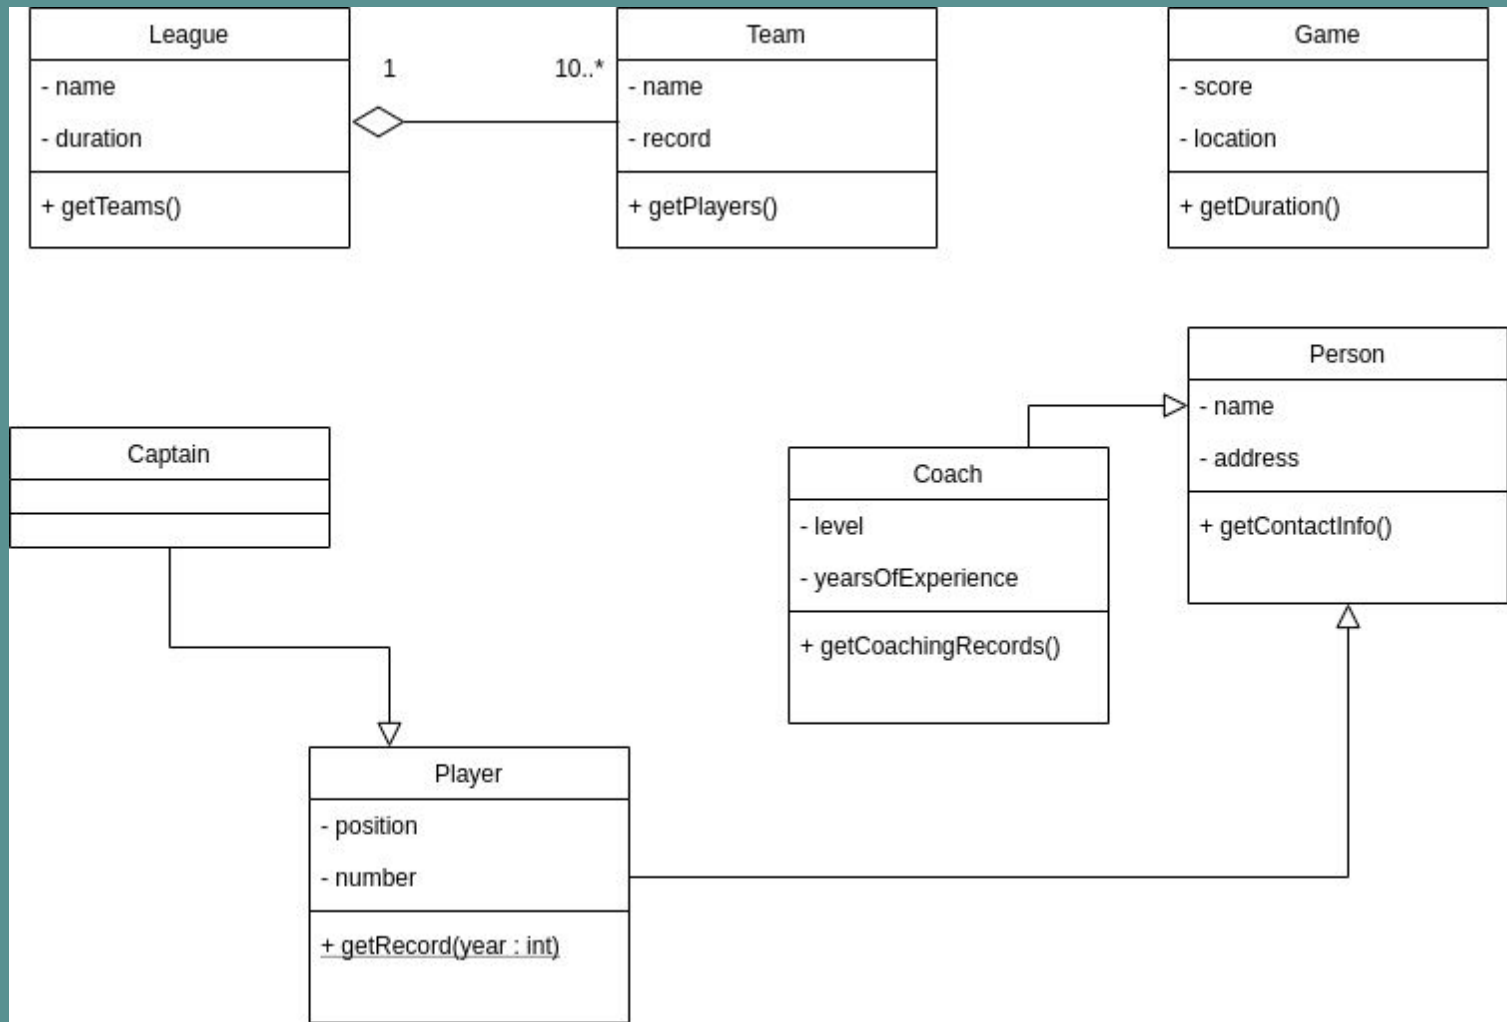 League
- name
- duration
+ getTeams()
1
10..*
Team
- name
- record
+ getPlayers()
Game
- score
- location
+ getDuration()
Person
- name
- address
+ getContactInfo()
Captain
Coach
- level
- yearsOfExperience
+ getCoachingRecords()
Player
- position
- number
+ getRecord(year : int)